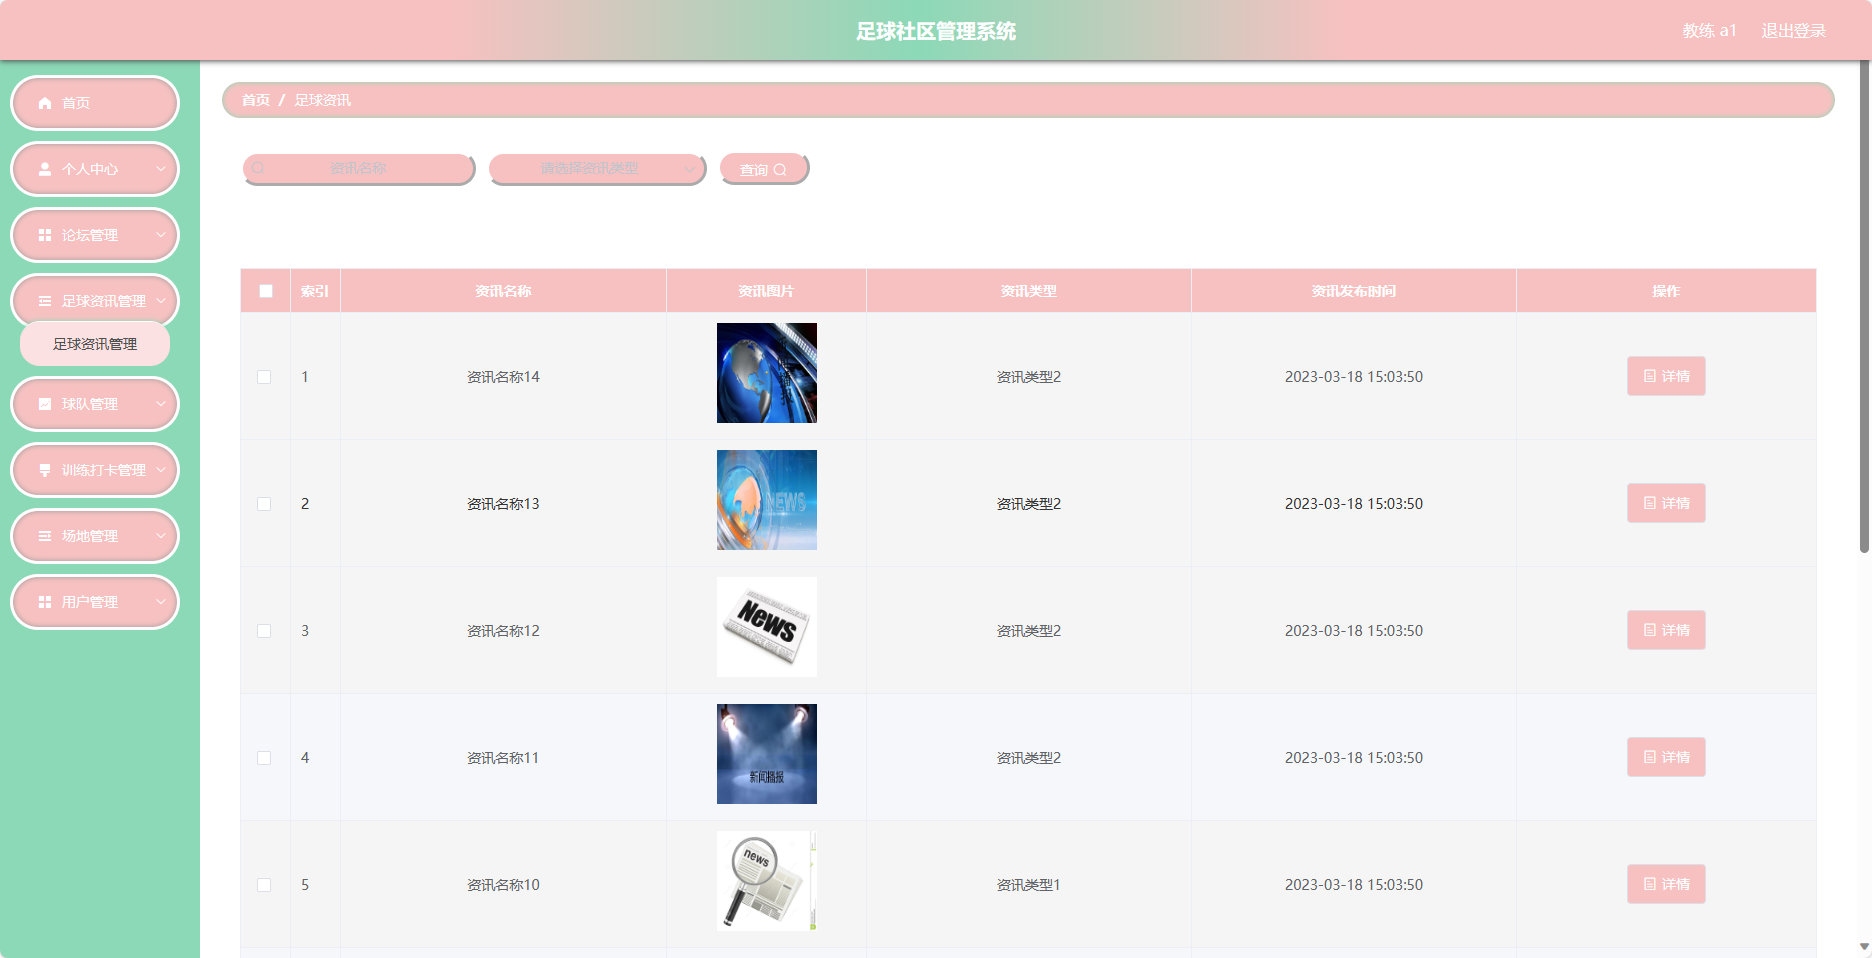 足球社区管理系统
教练 a1
退出登录
首页
个人中心
论坛管理
足球资讯管理
足球资讯管理
球队管理
训练打卡管理
场地管理
用户管理
首页 / 足球资讯
资讯名称
请选择资讯类型
查询
索引 资讯名称 资讯图片 资讯类型 资讯发布时间 操作
1 资讯名称14 资讯类型2 2023-03-18 15:03:50 详情
2 资讯名称13 NEWS 资讯类型2 2023-03-18 15:03:50 详情
3 资讯名称12 News 资讯类型2 2023-03-18 15:03:50 详情
4 资讯名称11 新闻播报 资讯类型2 2023-03-18 15:03:50 详情
5 资讯名称10 news 资讯类型1 2023-03-18 15:03:50 详情